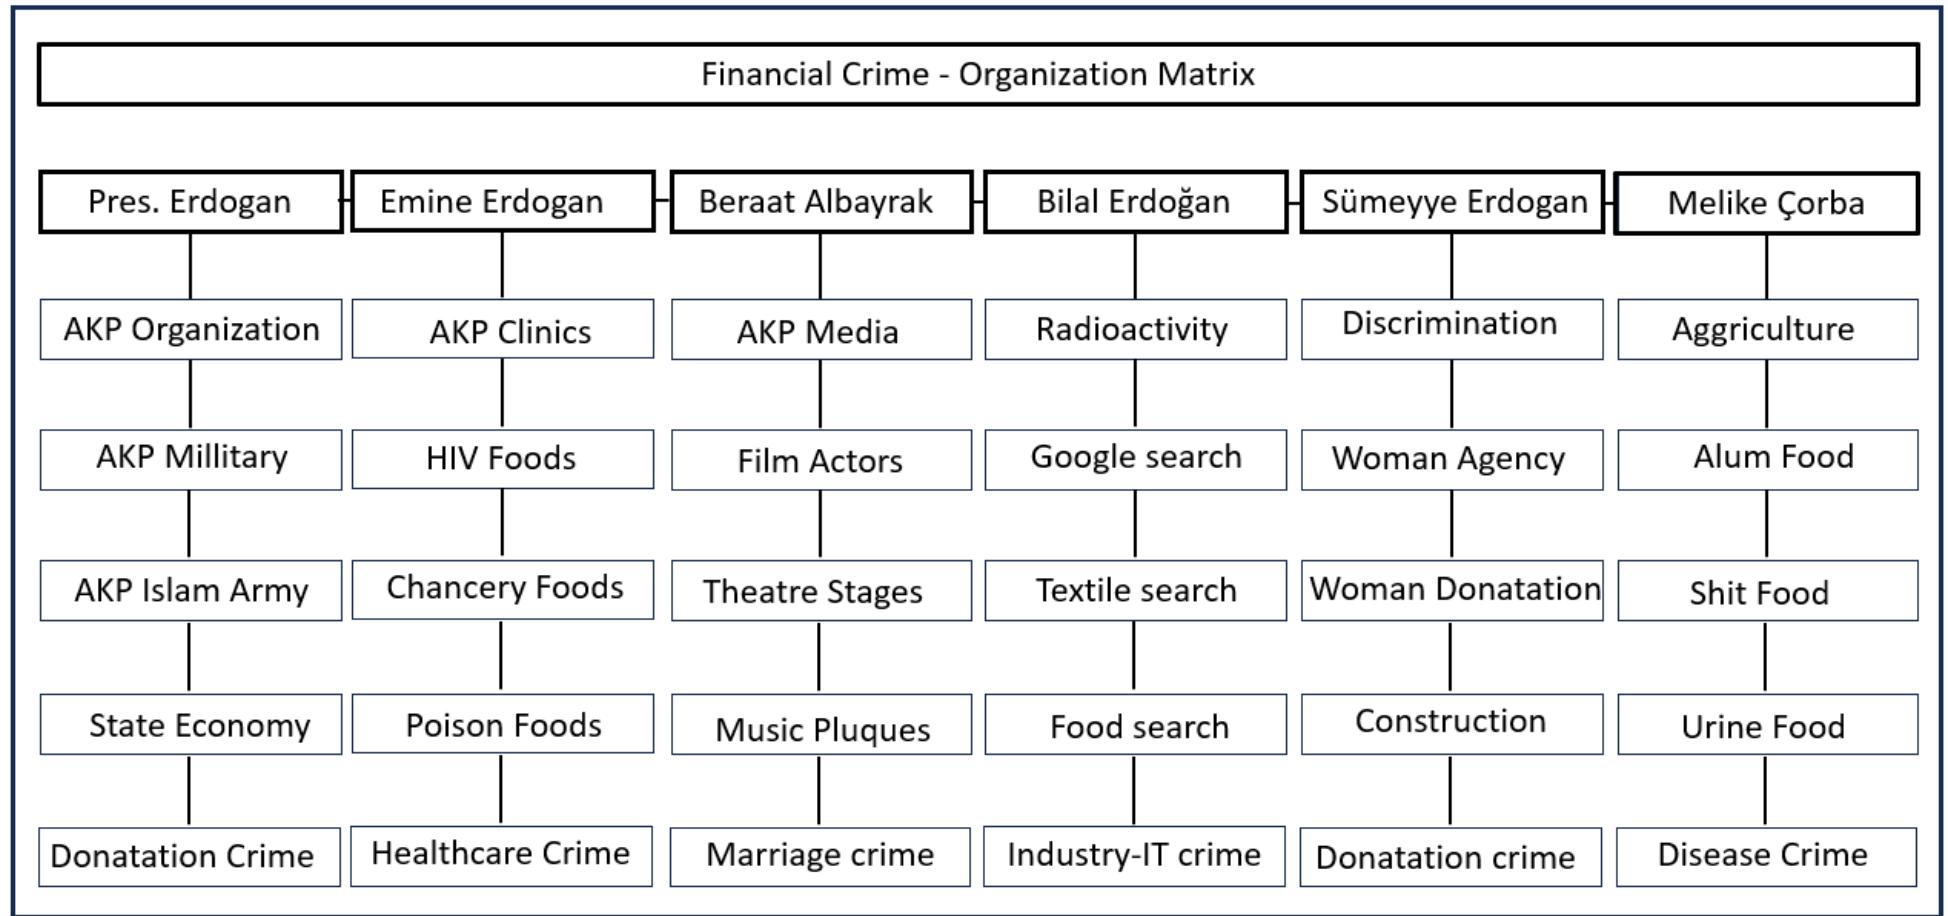 Financial Crime - Organization Matrix
Pres. Erdogan
Emine Erdogan
Beraat Albayrak
Bilal Erdoğan
Sümeyye Erdogan
Melike Çorba
AKP Organization
AKP Clinics
AKP Media
Radioactivity
Discrimination
Aggriculture
AKP Millitary
HIV Foods
Film Actors
Google search
Woman Agency
Alum Food
AKP Islam Army
Chancery Foods
Theatre Stages
Textile search
Woman Donatation
Shit Food
State Economy
Poison Foods
Music Pluques
Food search
Construction
Urine Food
Donatation Crime
Healthcare Crime
Marriage crime
Industry-IT crime
Donatation crime
Disease Crime